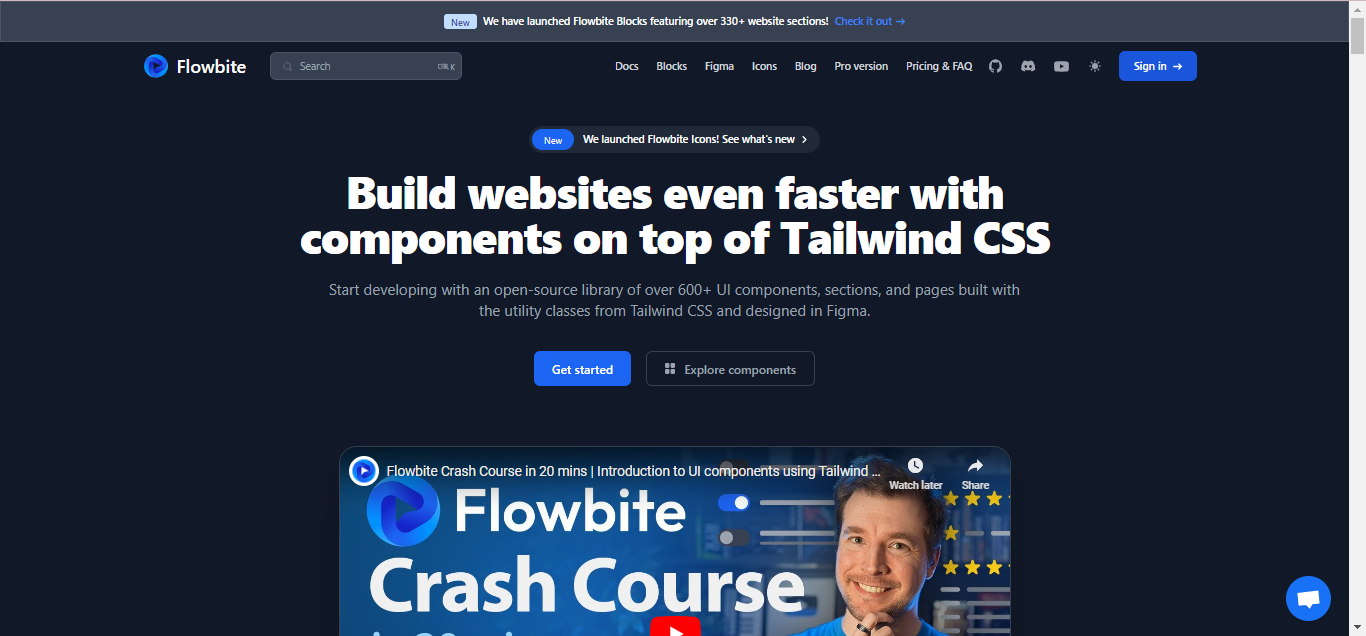 New We have launched Flowbite Blocks featuring over 330+ website sections! Check it out →
Flowbite Search CTRL K Docs Blocks Figma Icons Blog Pro version Pricing & FAQ Sign in →
New We launched Flowbite Icons! See what's new
Build websites even faster with
components on top of Tailwind CSS
Start developing with an open-source library of over 600+ UI components, sections, and pages built with
the utility classes from Tailwind CSS and designed in Figma.
Get started Explore components
Flowbite Crash Course in 20 mins | Introduction to UI components using Tailwind ...
Watch later Share
Flowbite
Crash Course